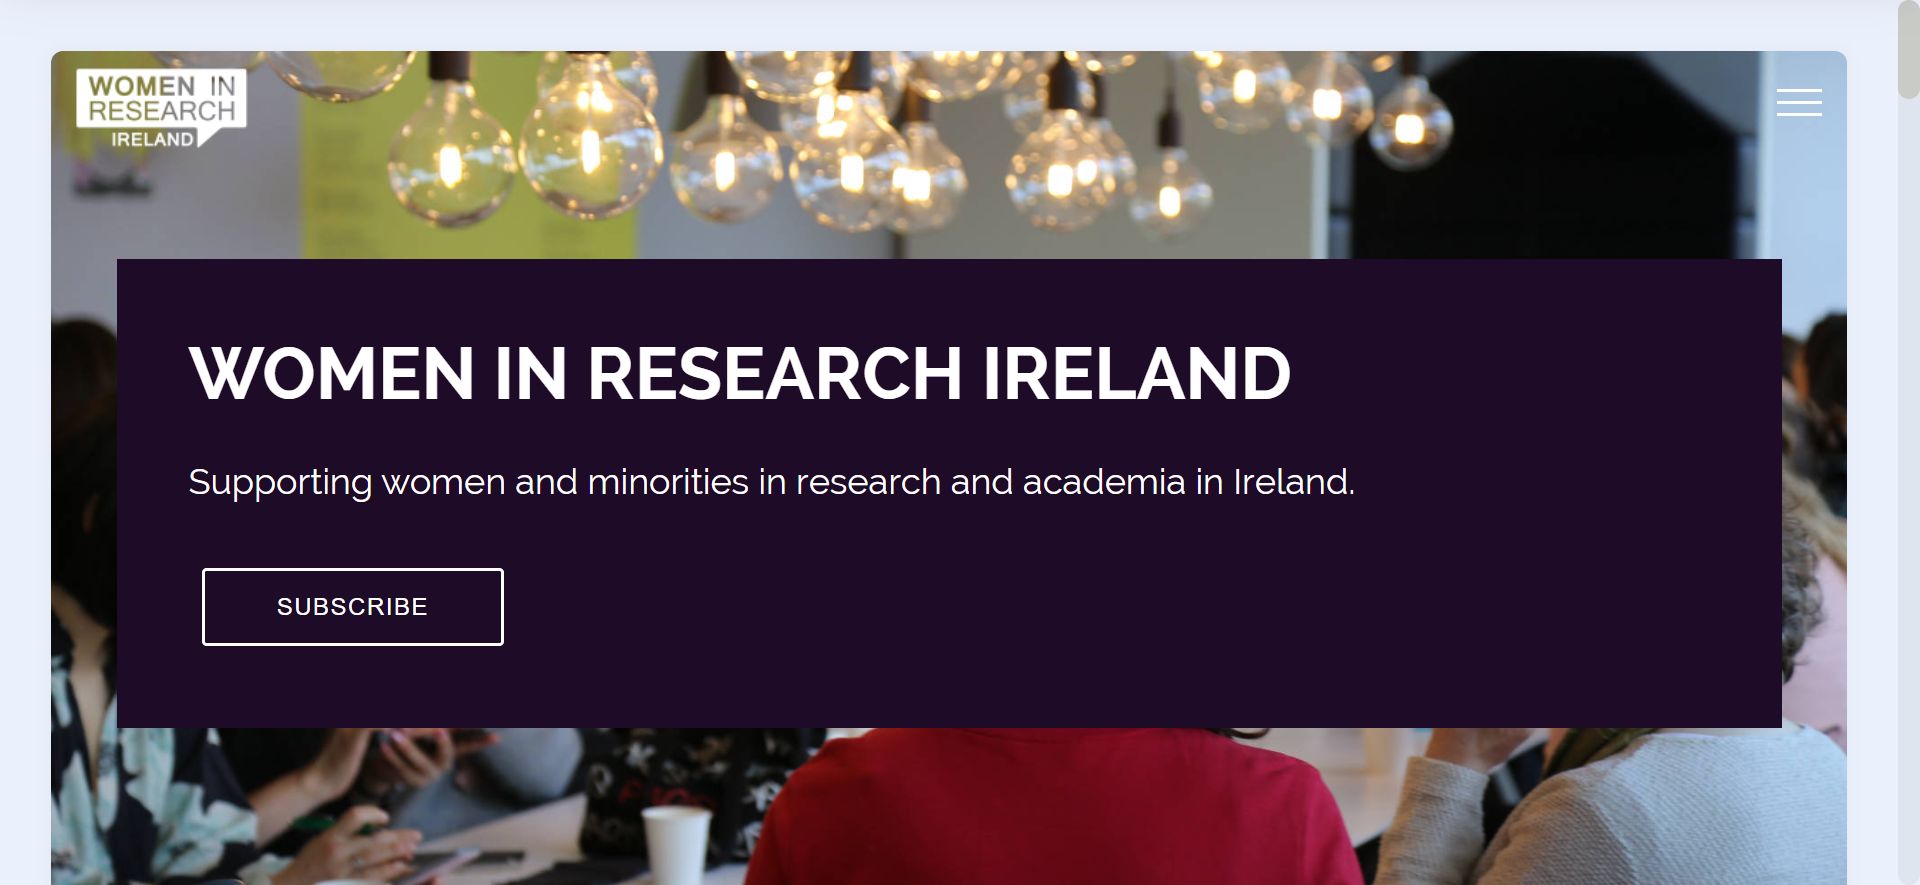 WOMEN IN
RESEARCH
IRELAND
WOMEN IN RESEARCH IRELAND
Supporting women and minorities in research and academia in Ireland.
SUBSCRIBE